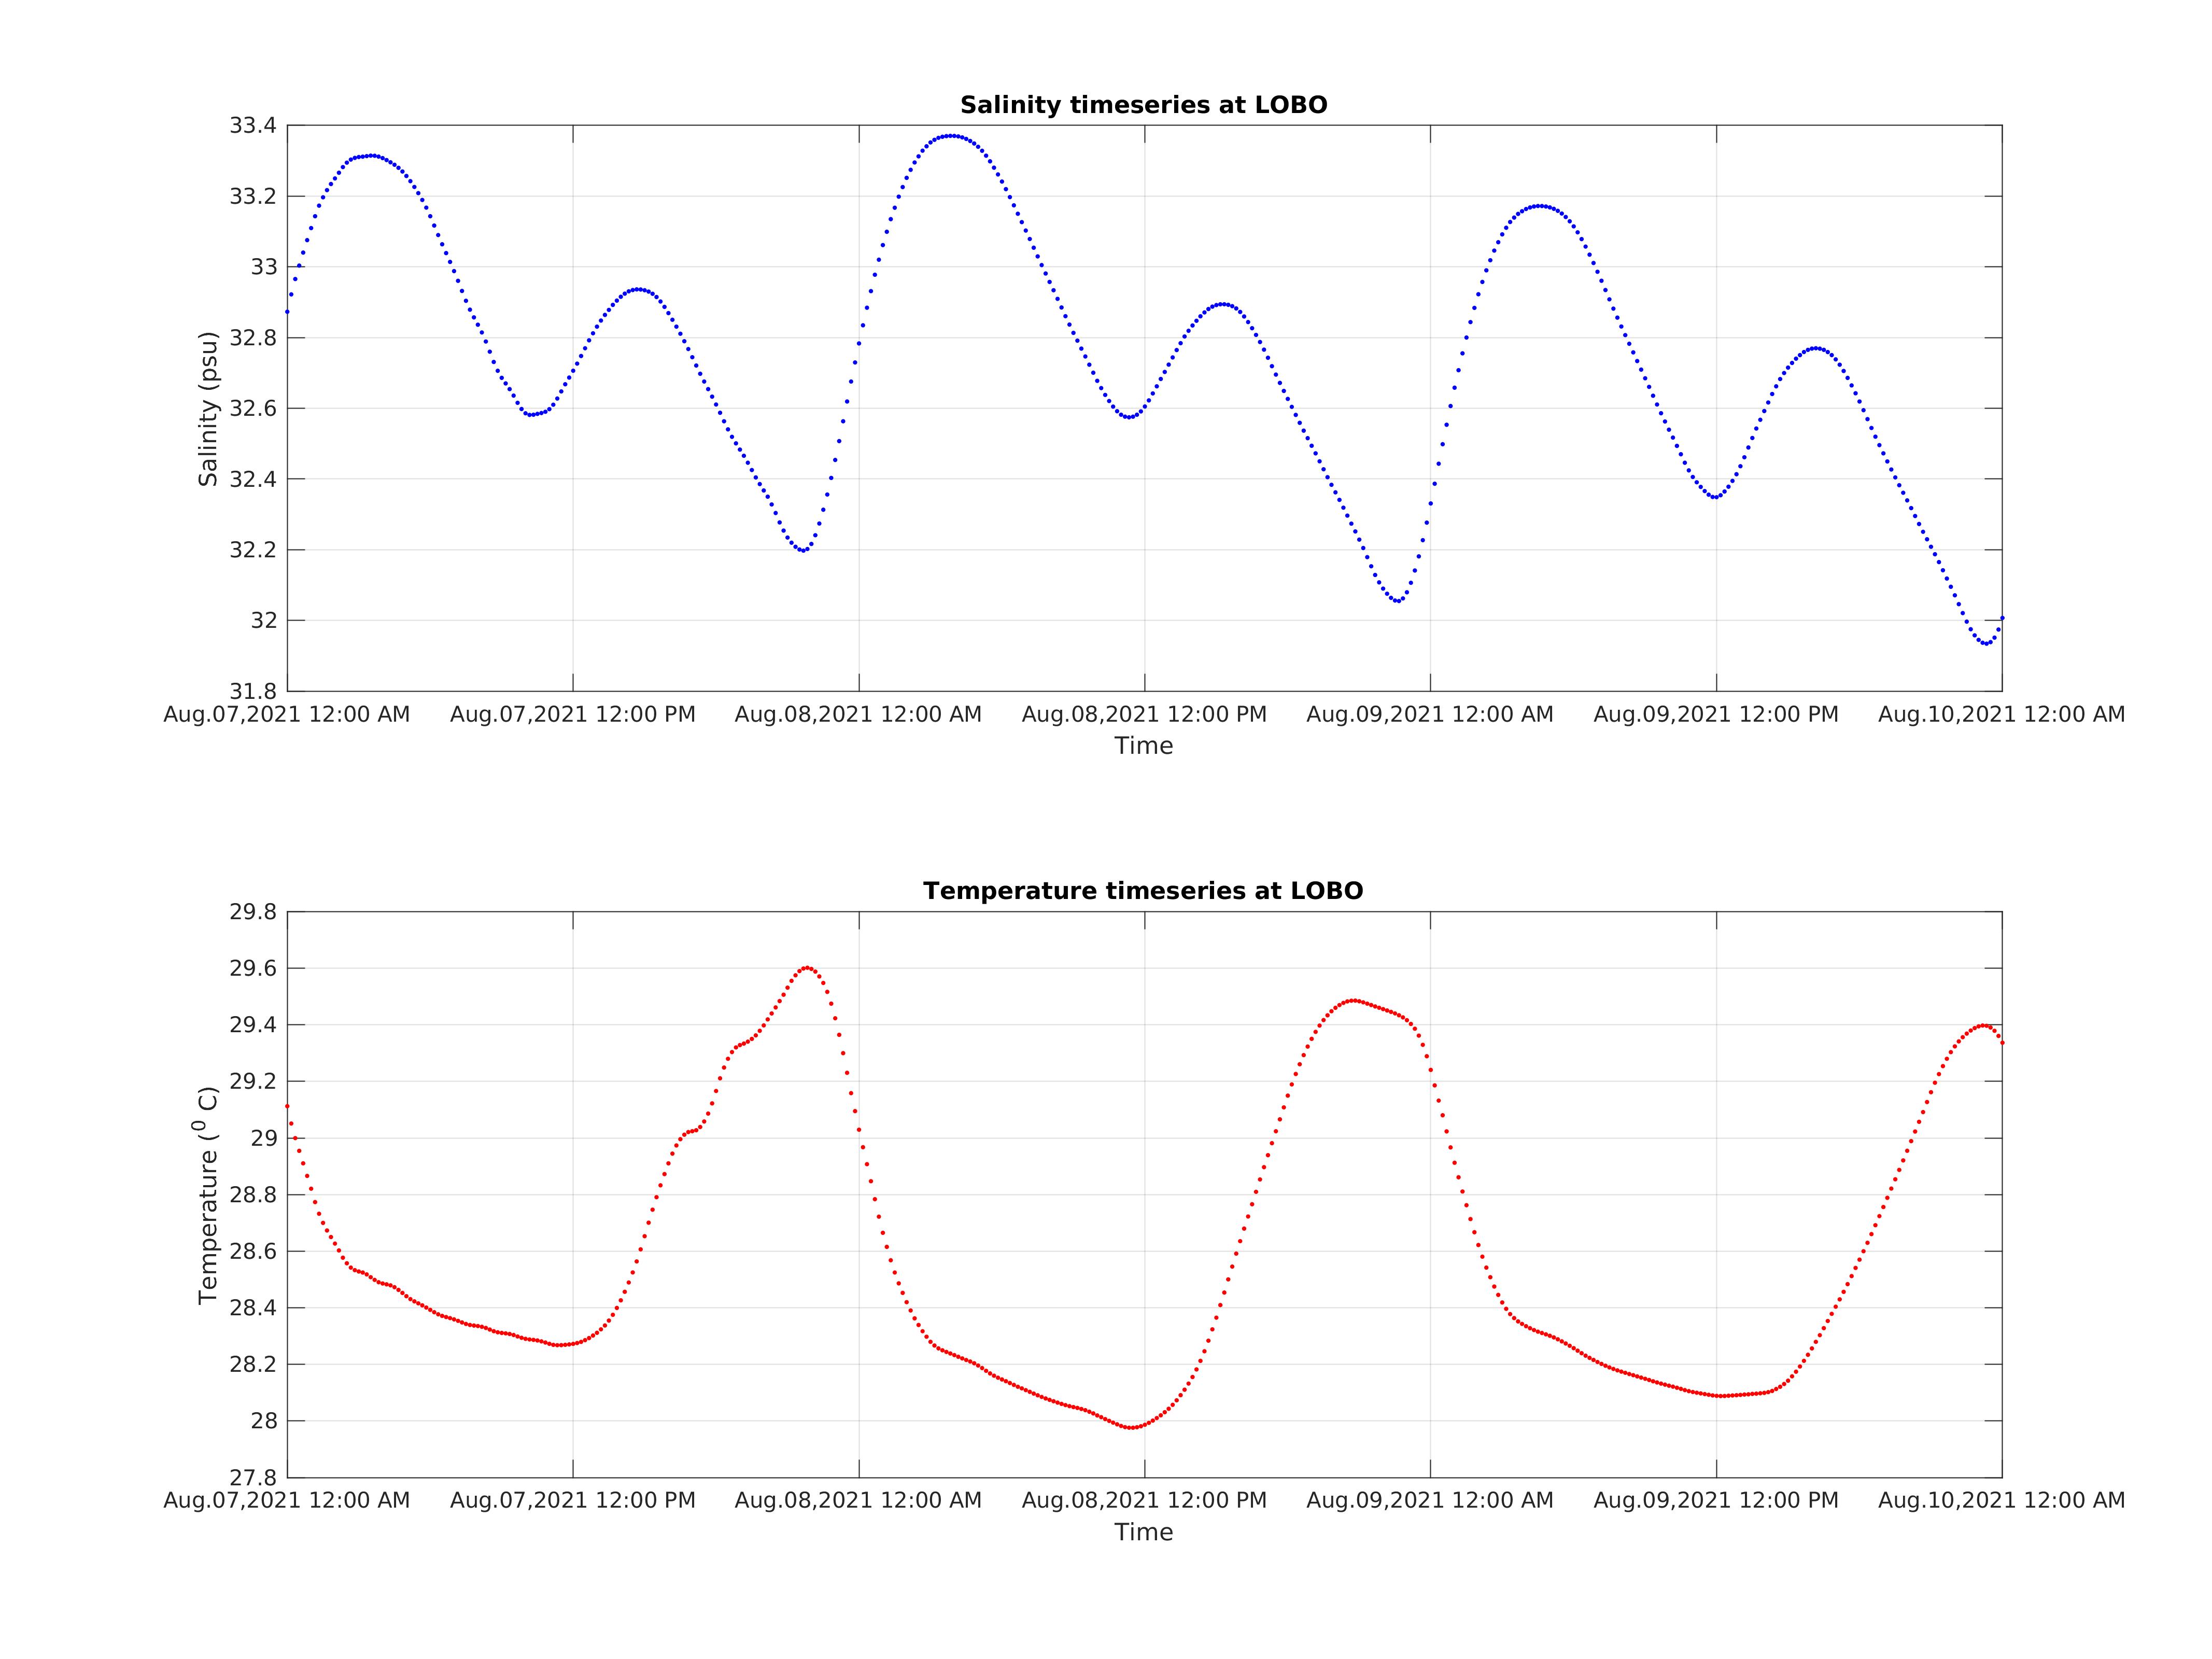 Salinity timeseries at LOBO
33.4
33.2
33
32.8
32.6
32.4
32.2
32
31.8
Salinity (psu)
Aug.07,2021 12:00 AM Aug.07,2021 12:00 PM Aug.08,2021 12:00 AM Aug.08,2021 12:00 PM Aug.09,2021 12:00 AM Aug.09,2021 12:00 PM Aug.10,2021 12:00 AM
Time
Temperature timeseries at LOBO
29.8
29.6
29.4
29.2
29
28.8
28.6
28.4
28.2
28
27.8
Temperature (⁰ C)
Aug.07,2021 12:00 AM Aug.07,2021 12:00 PM Aug.08,2021 12:00 AM Aug.08,2021 12:00 PM Aug.09,2021 12:00 AM Aug.09,2021 12:00 PM Aug.10,2021 12:00 AM
Time